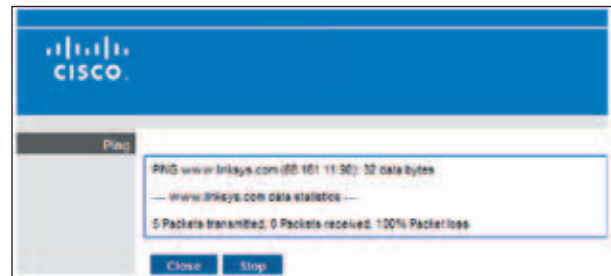 CISCO.
Ping
PING www.linksys.com (66.161.11.90): 32 data bytes
--- www.linksys.com data statistics ---
5 Packets transmitted, 0 Packets received, 100% Packet loss
Close Stop